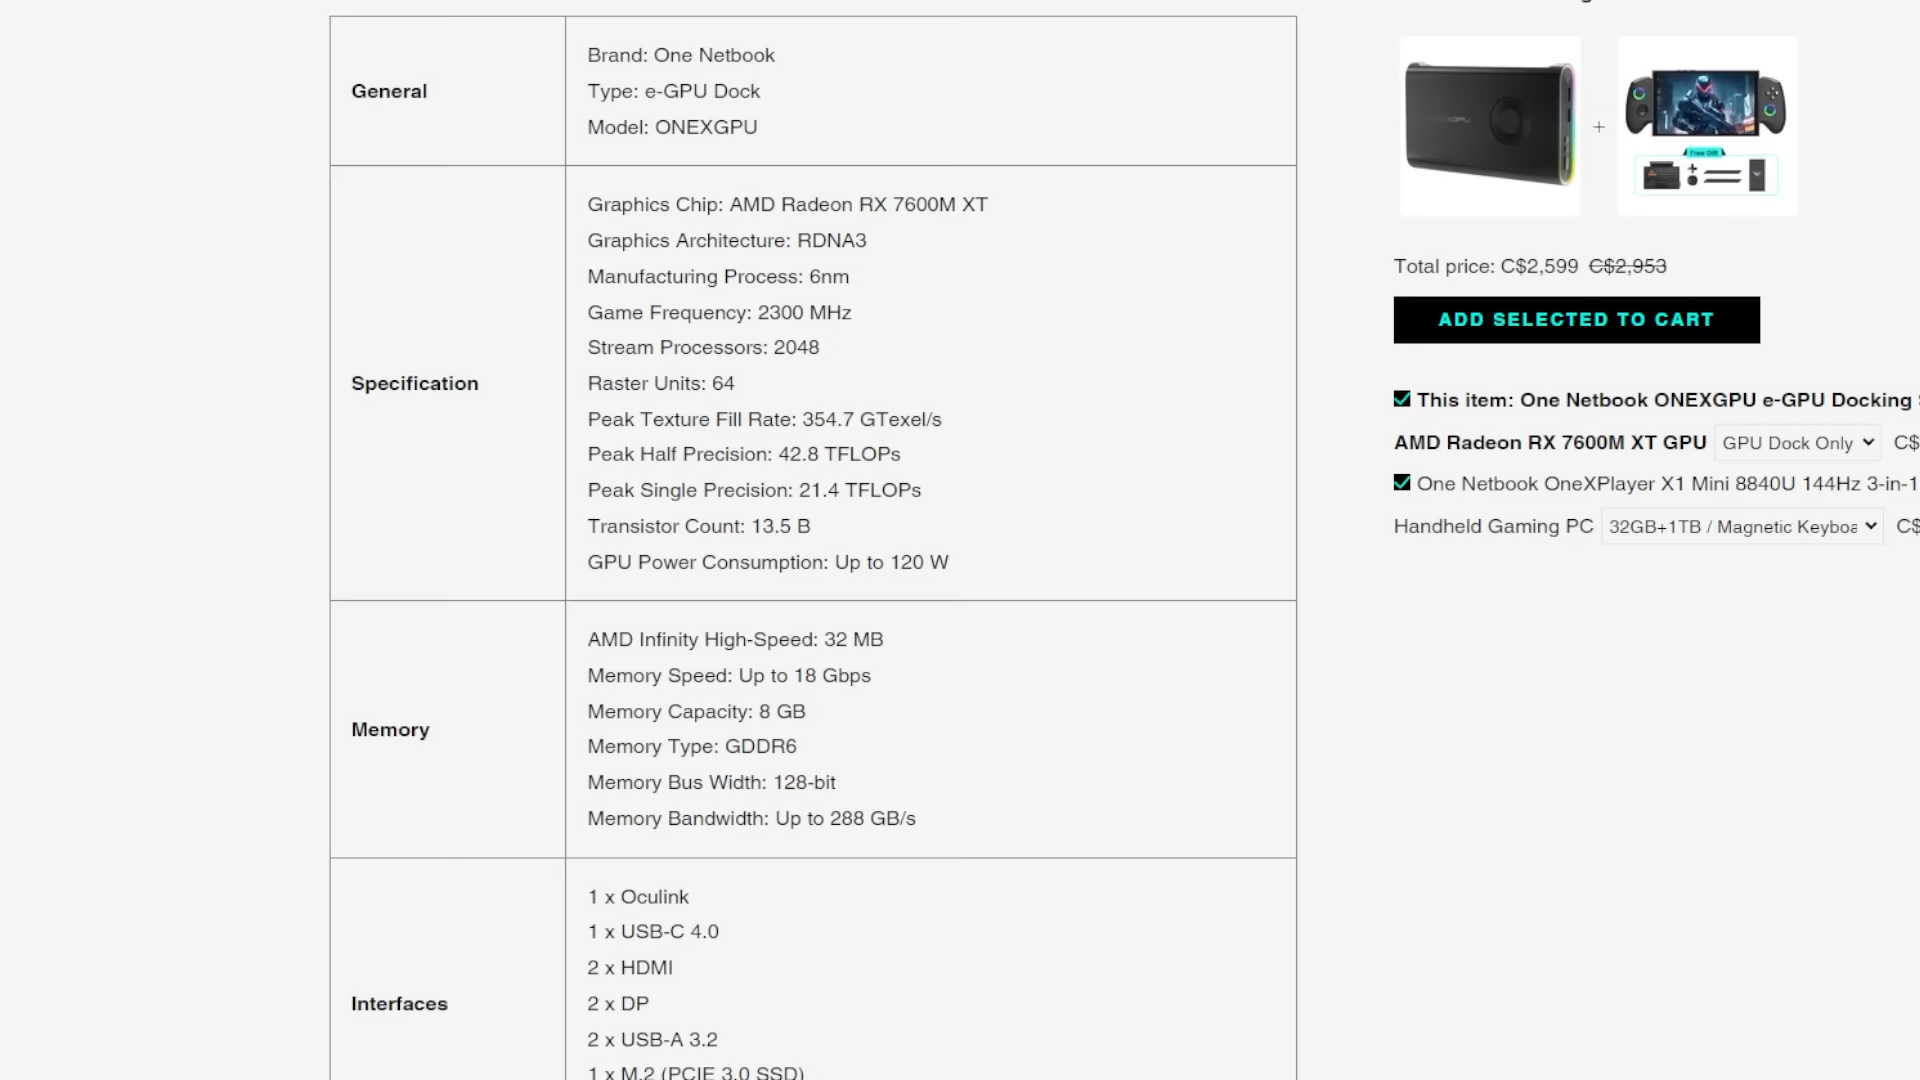 General
Brand: One Netbook
Type: e-GPU Dock
Model: ONEXGPU
Specification
Graphics Chip: AMD Radeon RX 7600M XT
Graphics Architecture: RDNA3
Manufacturing Process: 6nm
Game Frequency: 2300 MHz
Stream Processors: 2048
Raster Units: 64
Peak Texture Fill Rate: 354.7 GTexel/s
Peak Half Precision: 42.8 TFLOPs
Peak Single Precision: 21.4 TFLOPs
Transistor Count: 13.5 B
GPU Power Consumption: Up to 120 W
Memory
AMD Infinity High-Speed: 32 MB
Memory Speed: Up to 18 Gbps
Memory Capacity: 8 GB
Memory Type: GDDR6
Memory Bus Width: 128-bit
Memory Bandwidth: Up to 288 GB/s
Interfaces
1 x Oculink
1 x USB-C 4.0
2 x HDMI
2 x DP
2 x USB-A 3.2
1 x M.2 (PCIE 3.0 SSD)
+
Free Gift
Total price: C$2,599 C$2,953
ADD SELECTED TO CART
This item: One Netbook ONEXGPU e-GPU Docking
AMD Radeon RX 7600M XT GPU GPU Dock Only C$
One Netbook OneXPlayer X1 Mini 8840U 144Hz 3-in-1
Handheld Gaming PC 32GB+1TB / Magnetic Keyboa C$